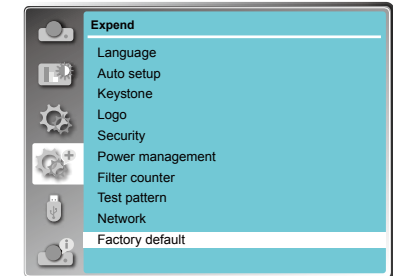 Expend
Language
Auto setup
Keystone
Logo
Security
Power management
Filter counter
Test pattern
Network
Factory default